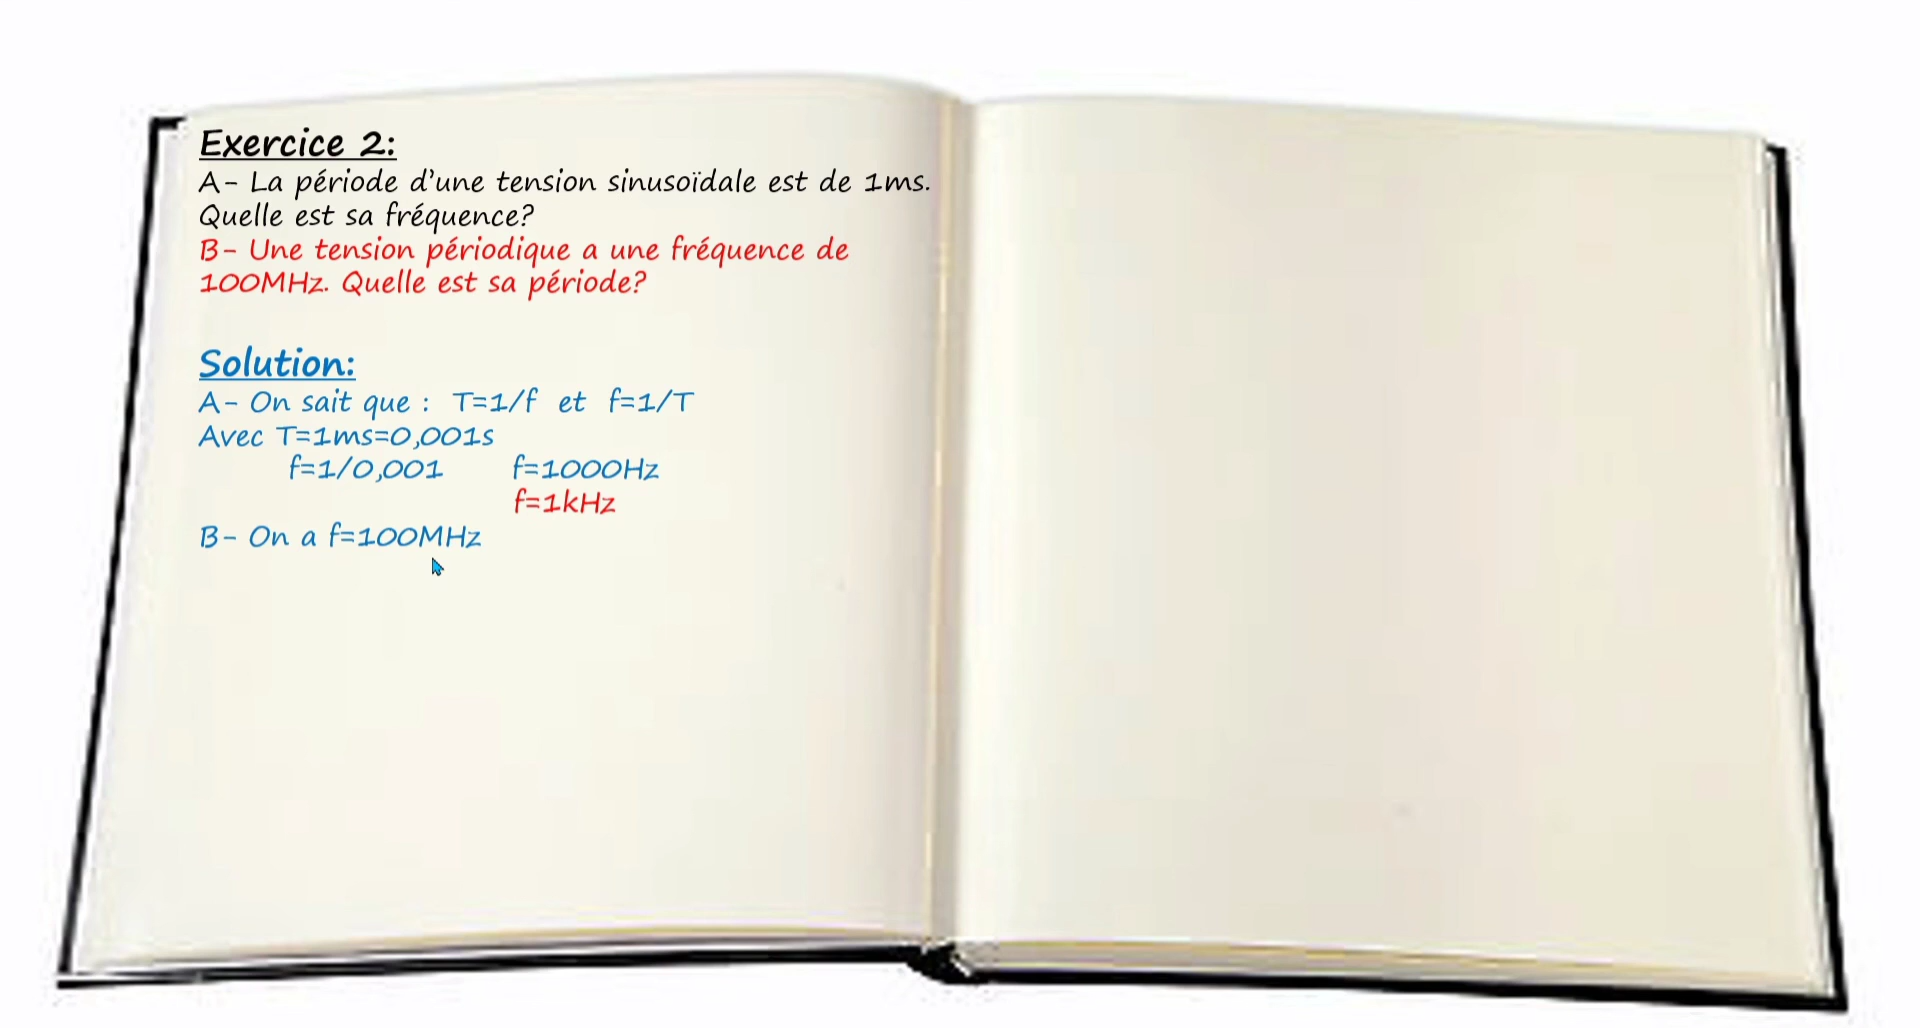 Exercice 2:
A- La période d'une tension sinusoïdale est de 1ms.
Quelle est sa fréquence?
B- Une tension périodique a une fréquence de
100MHz. Quelle est sa période?
Solution:
A- On sait que : T=1/f et f=1/T
Avec T=1ms=0,001s
f=1/0,001 f=1000Hz
f=1kHz
B- On a f=100MHz